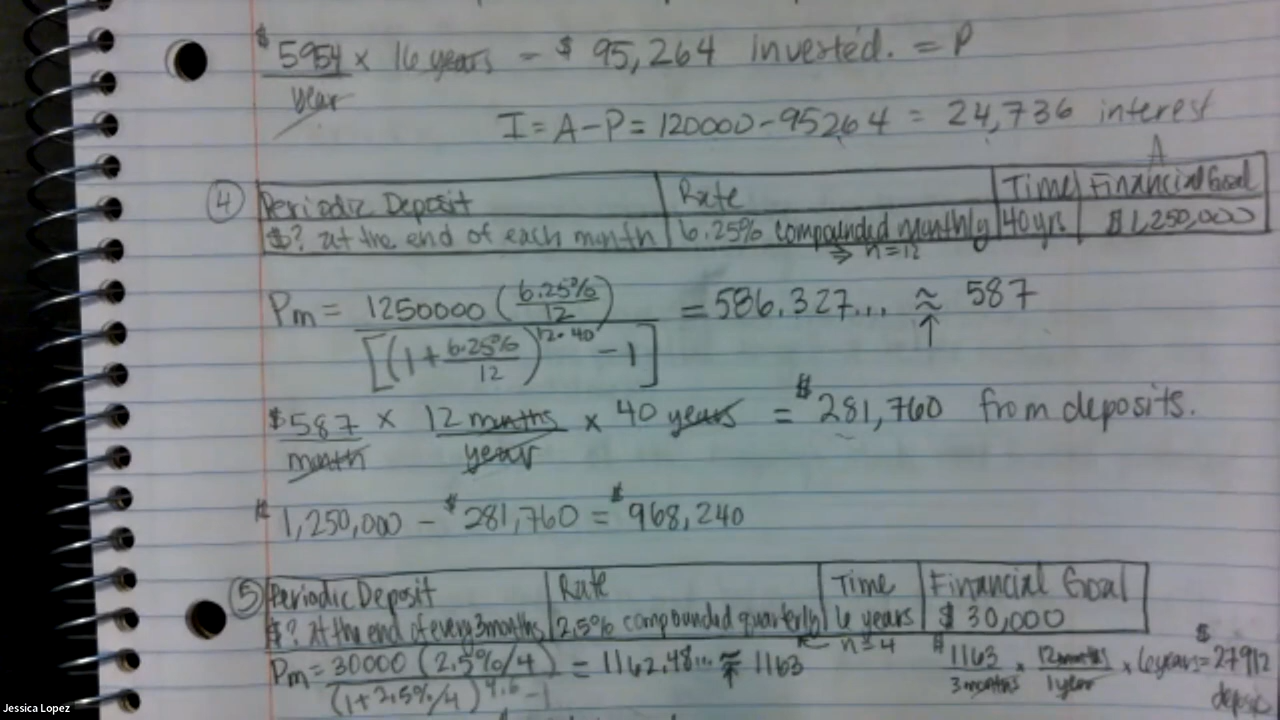 $5954/year × 16 years = $95,264 invested. = P
I = A-P = 120000-95264 = 24,736 interest
A
④ Periodic Deposit | Rate | Time | Financial Goal
$? at the end of each month | 6.25% compounded monthly | 40 yrs | $1,250,000
⇒ n=12
Pm = 1250000 (6.25%/12) / [(1+6.25%/12)^12·40 -1] = 586.327... ≈ 587
↑
$587/month × 12 months/year × 40 years = $281,760 from deposits.
$1,250,000 - $281,760 = $968,240
⑤ Periodic Deposit | Rate | Time | Financial Goal
$? at the end of every 3 months | 2.5% compounded quarterly | 6 years | $30,000
n=4
Pm = 30000 (2.5%/4) / (1+2.5%/4)^4·6 -1 = 1162.48... ≈ 1163
↑
$1163/3 months × 12 months/1 year × 6 years = $27912
Jessica Lopez